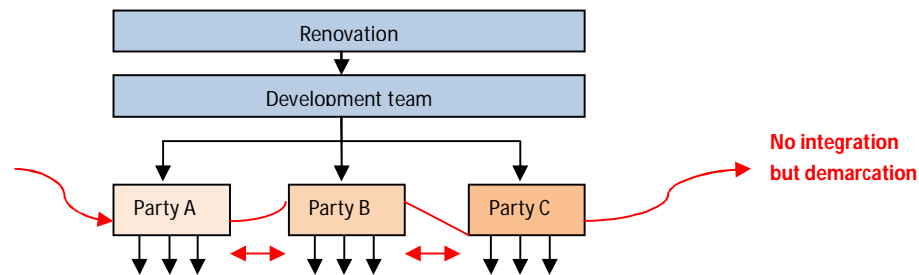 Renovation
Development team
No integration
but demarcation
Party A
Party B
Party C